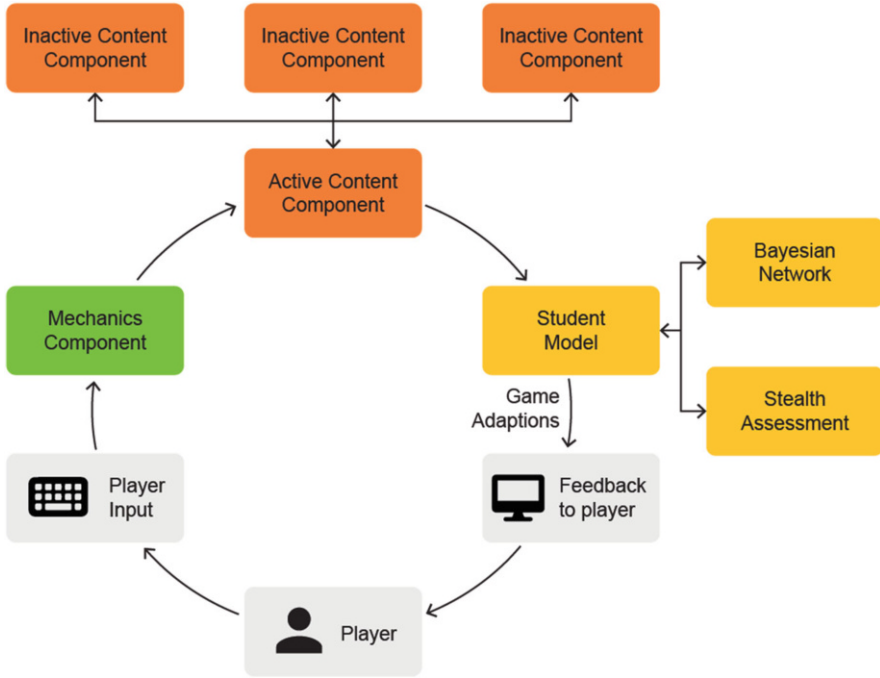 Inactive Content
Component
Inactive Content
Component
Inactive Content
Component
Active Content
Component
Bayesian
Network
Mechanics
Component
Student
Model
Stealth
Assessment
Game
Adaptions
Player
Input
Feedback
to player
Player